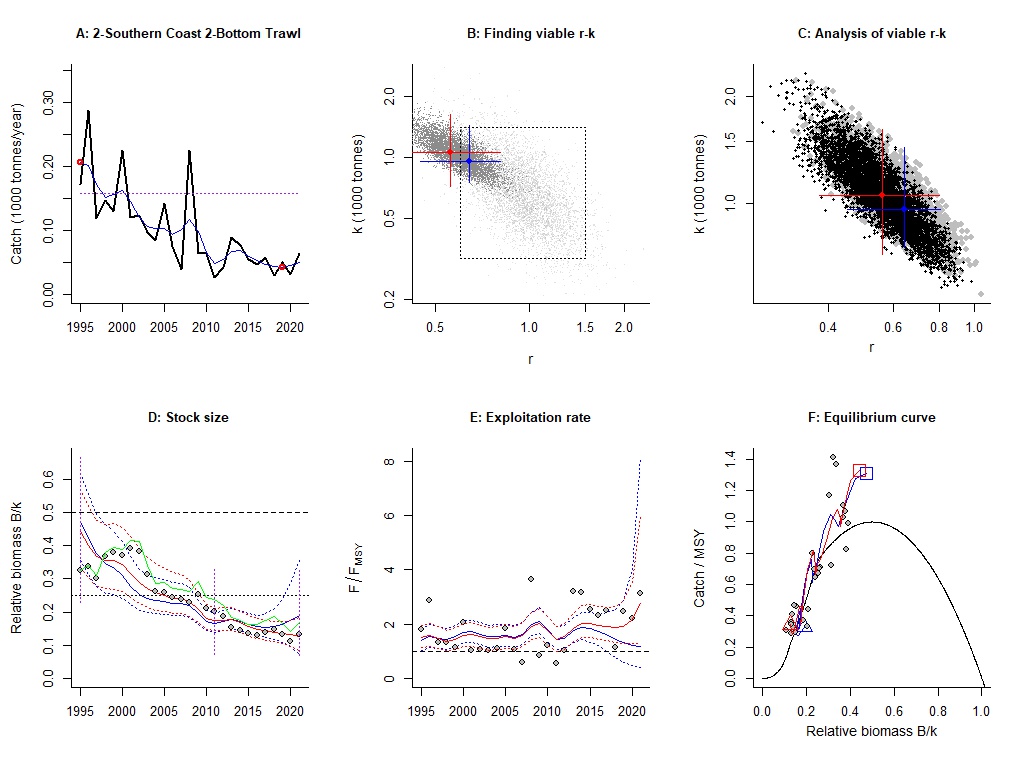 A: 2-Southern Coast 2-Bottom Trawl
Catch (1000 tonnes/year)
0.00 0.10 0.20 0.30
1995 2000 2005 2010 2015 2020
B: Finding viable r-k
k (1000 tonnes)
0.2 0.5 1.0 2.0
0.5 1.0 1.5 2.0
r
C: Analysis of viable r-k
k (1000 tonnes)
1.0 1.5 2.0
0.4 0.6 0.8 1.0
r
D: Stock size
Relative biomass B/k
0.0 0.1 0.2 0.3 0.4 0.5 0.6
1995 2000 2005 2010 2015 2020
E: Exploitation rate
F / FMSY
0 2 4 6 8
1995 2000 2005 2010 2015 2020
F: Equilibrium curve
Catch / MSY
0.0 0.2 0.4 0.6 0.8 1.0 1.2 1.4
0.0 0.2 0.4 0.6 0.8 1.0
Relative biomass B/k